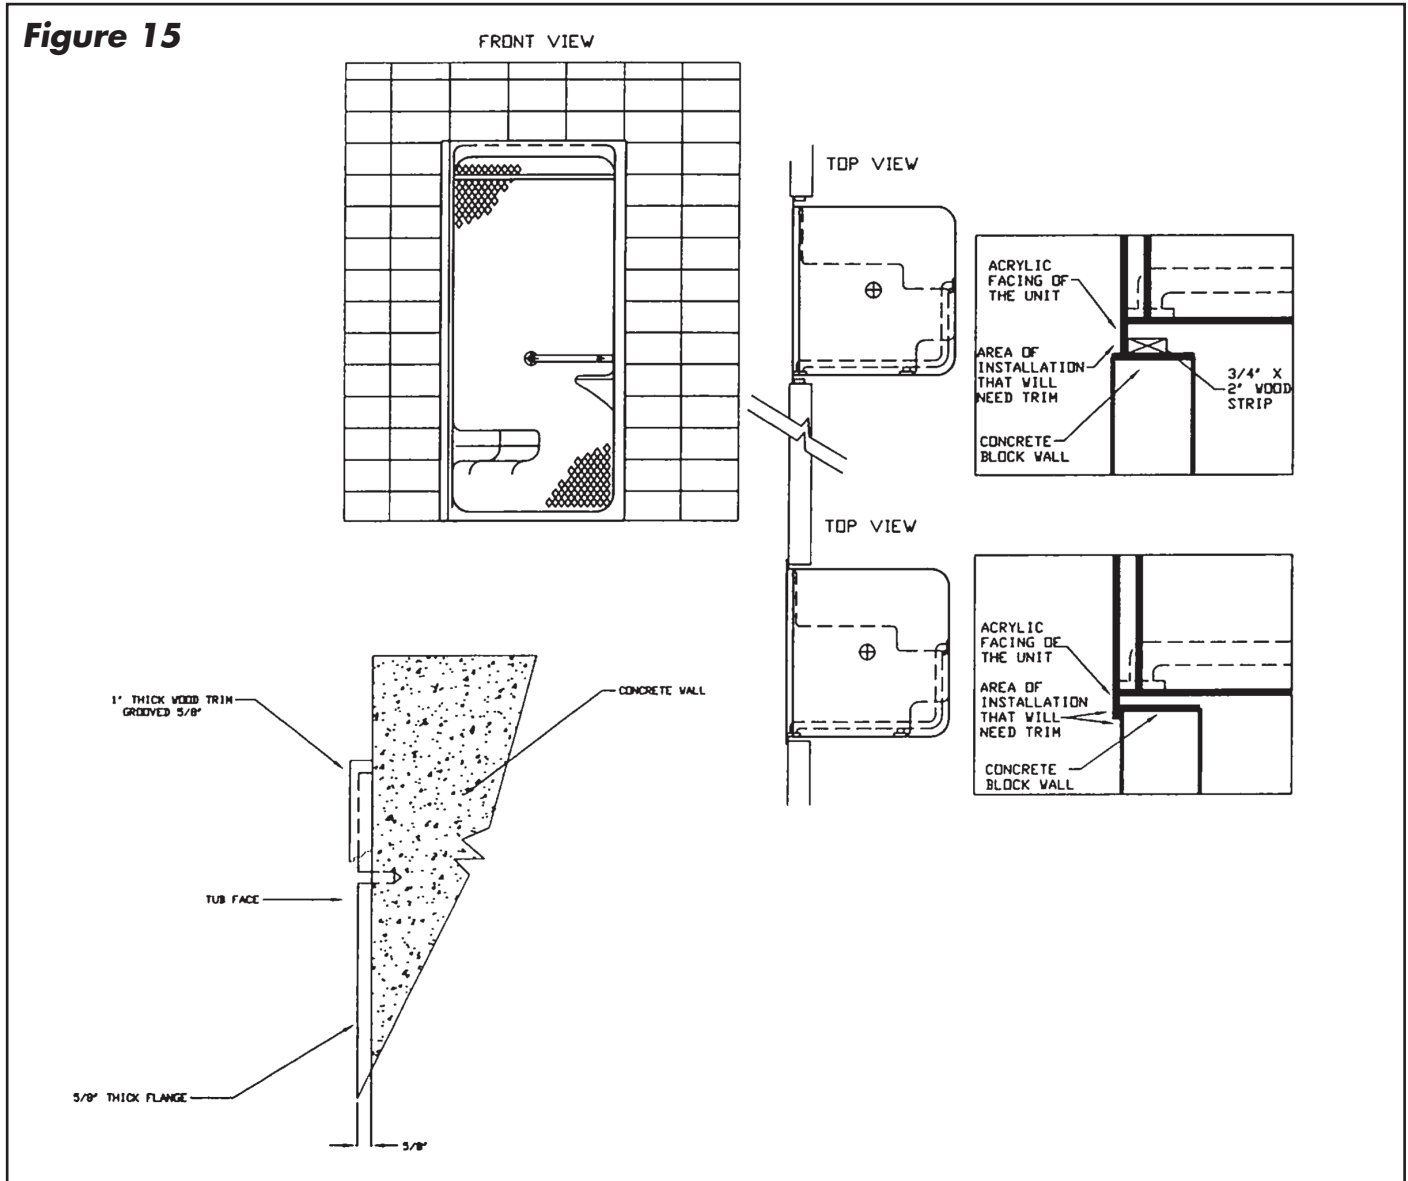 Figure 15
FRONT VIEW
TOP VIEW
ACRYLIC
FACING OF
THE UNIT
AREA OF
INSTALLATION
THAT WILL
NEED TRIM
3/4" X
2" WOOD
STRIP
CONCRETE
BLOCK WALL
TOP VIEW
ACRYLIC
FACING OF
THE UNIT
AREA OF
INSTALLATION
THAT WILL
NEED TRIM
CONCRETE
BLOCK WALL
1" THICK WOOD TRIM
GROOVED 5/8"
CONCRETE WALL
TUB FACE
5/8" THICK FLANGE
5/8"